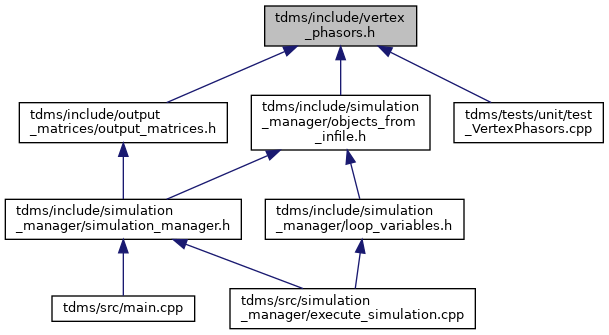 tdms/include/vertex
_phasors.h
tdms/include/output
_matrices/output_matrices.h
tdms/include/simulation
_manager/objects_from
_infile.h
tdms/tests/unit/test
_VertexPhasors.cpp
tdms/include/simulation
_manager/simulation_manager.h
tdms/include/simulation
_manager/loop_variables.h
tdms/src/main.cpp
tdms/src/simulation
_manager/execute_simulation.cpp